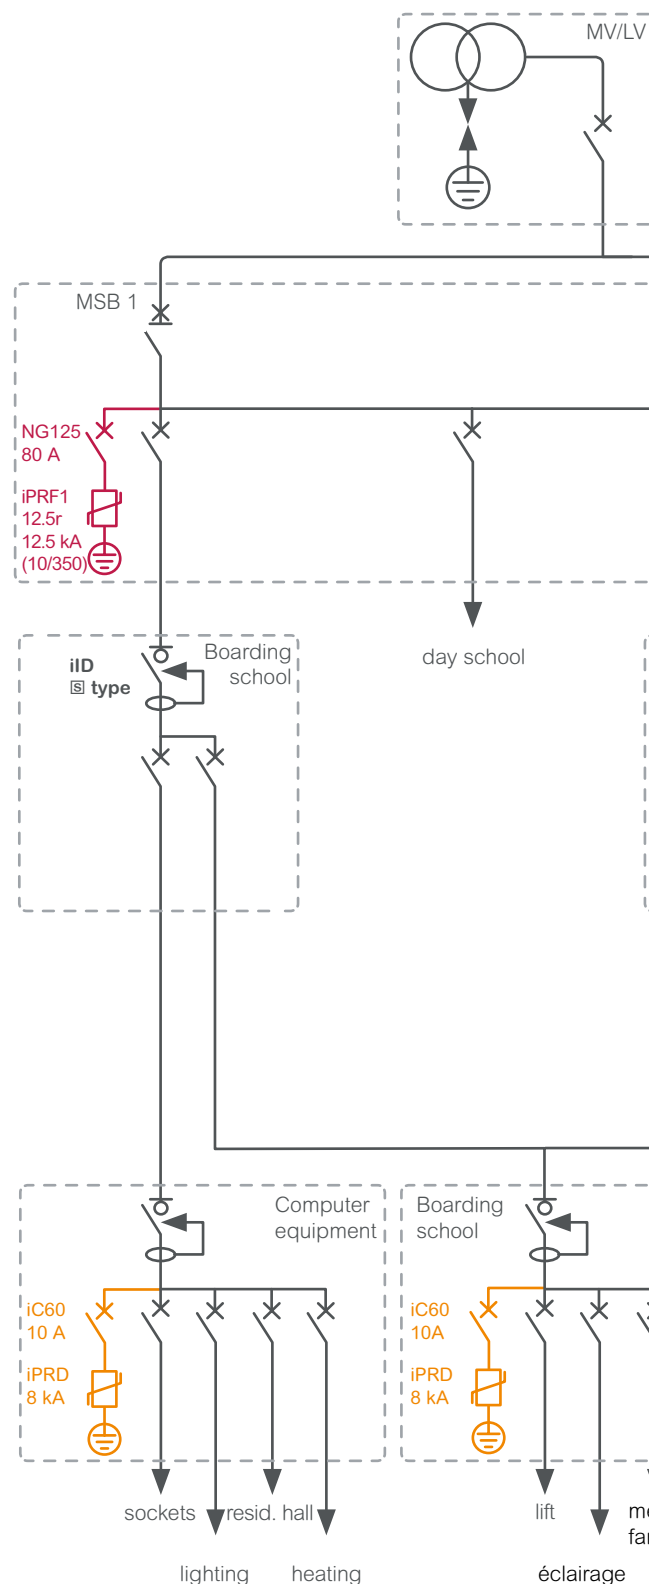 MV/LV
MSB 1
NG125
80 A
iPRF1
12.5r
12.5 kA
(10/350)
day school
iID
S type
Boarding
school
Computer
equipment
iC60
10 A
iPRD
8 kA
sockets
resid. hall
lighting
heating
Boarding
school
iC60
10A
iPRD
8 kA
lift
éclairage